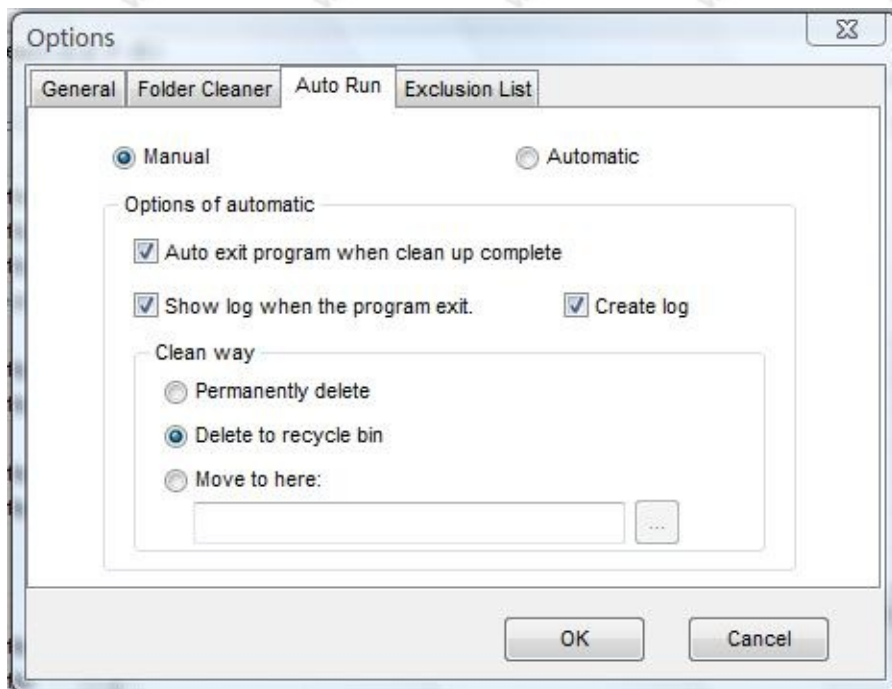 Options
General Folder Cleaner Auto Run Exclusion List
Manual Automatic
Options of automatic
Auto exit program when clean up complete
Show log when the program exit. Create log
Clean way
Permanently delete
Delete to recycle bin
Move to here:
...
OK Cancel